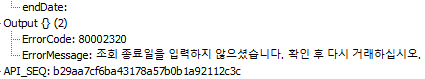 endDate:
Output {} (2)
ErrorCode: 80002320
ErrorMessage: 조회 종료일을 입력하지 않으셨습니다. 확인 후 다시 거래하십시오.
API_SEQ: b29aa7cf6ba43178a57b0b1a92112c3c